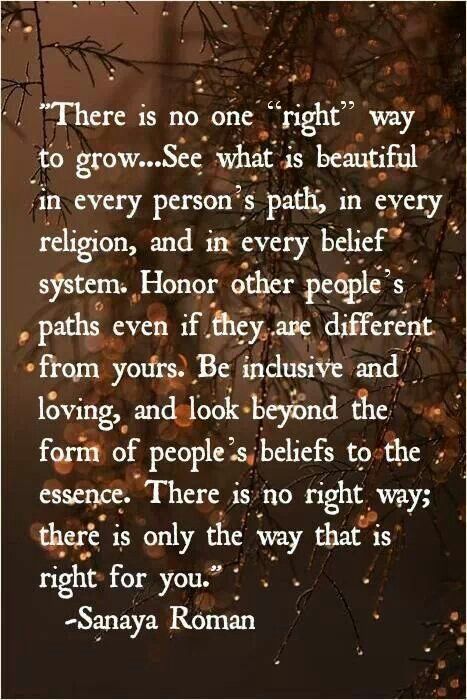 "There is no one “right” way
to grow...See what is beautiful
in every person's path, in every
religion, and in every belief
system. Honor other people's
paths even if they are different
from yours. Be inclusive and
loving, and look beyond the
form of people's beliefs to the
essence. There is no right way;
there is only the way that is
right for you."
-Sanaya Roman